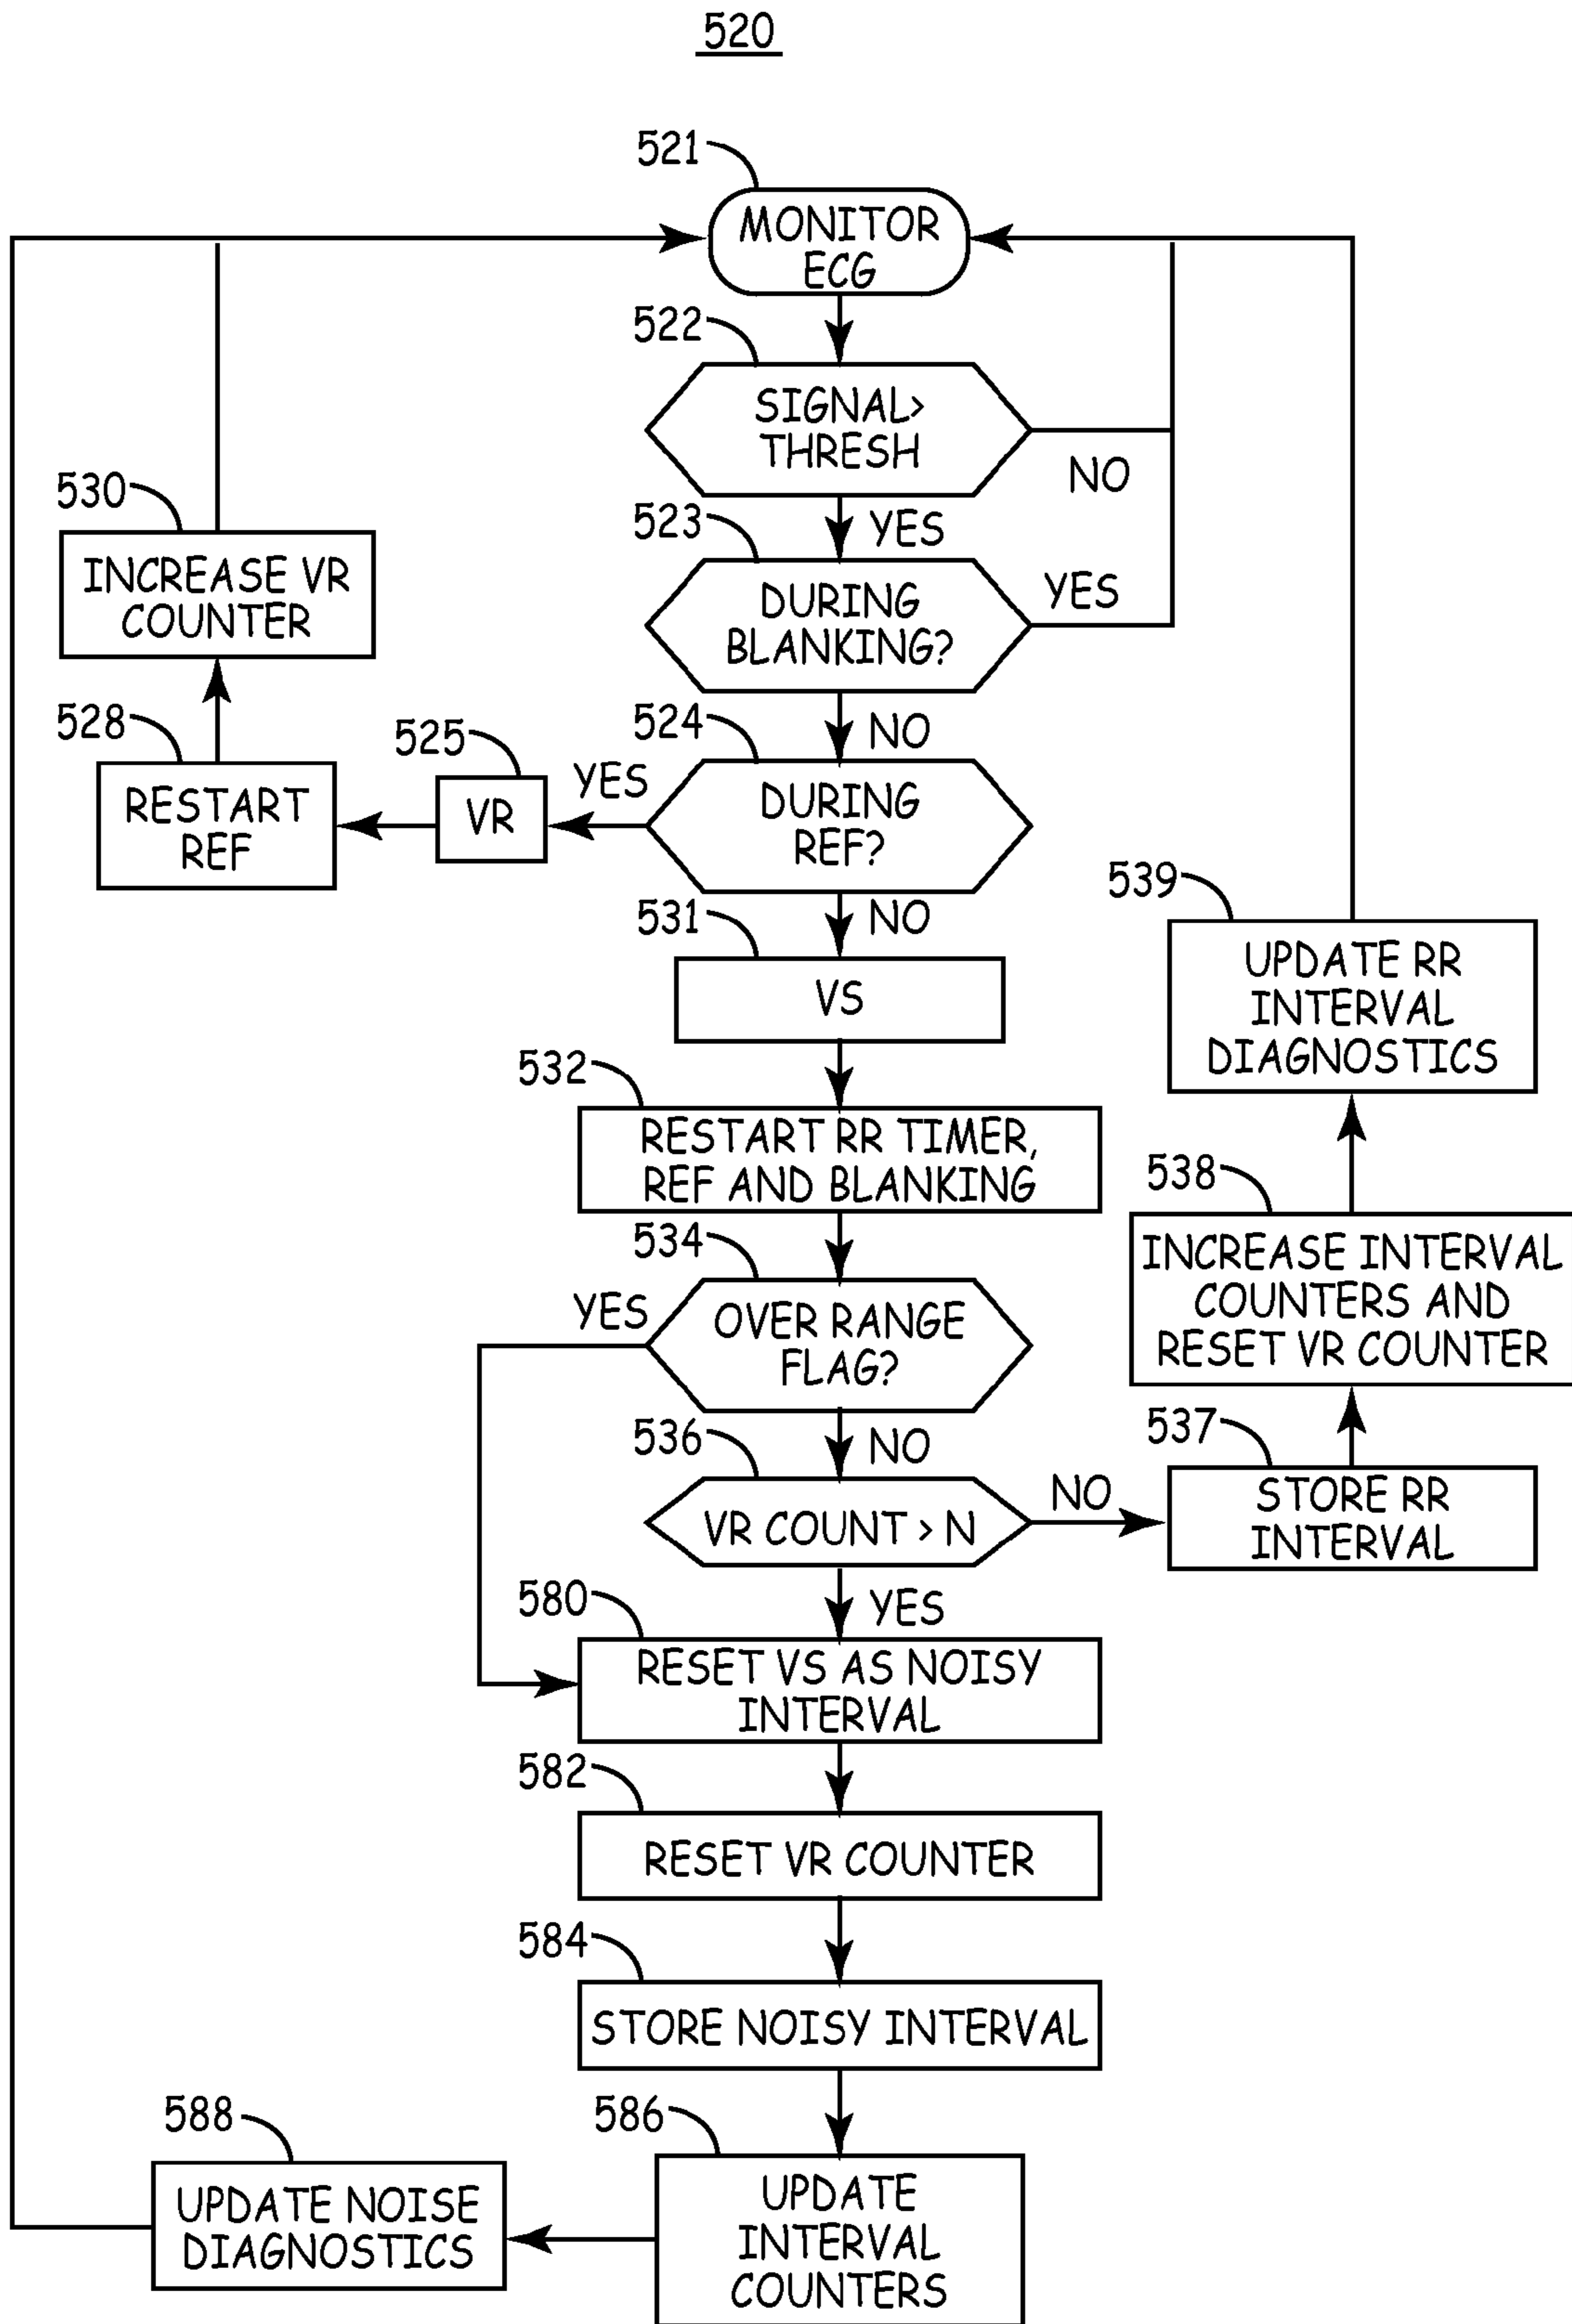 520
521
MONITOR
ECG
522
SIGNAL>
THRESH
NO
YES
523
DURING
BLANKING?
YES
NO
530
INCREASE VR
COUNTER
528
RESTART
REF
525
VR
YES
524
DURING
REF?
NO
531
VS
532
RESTART RR TIMER,
REF AND BLANKING
534
YES
OVER RANGE
FLAG?
NO
536
VR COUNT > N
NO
YES
539
UPDATE RR
INTERVAL
DIAGNOSTICS
538
INCREASE INTERVAL
COUNTERS AND
RESET VR COUNTER
537
STORE RR
INTERVAL
580
RESET VS AS NOISY
INTERVAL
582
RESET VR COUNTER
584
STORE NOISY INTERVAL
588
UPDATE NOISE
DIAGNOSTICS
586
UPDATE
INTERVAL
COUNTERS